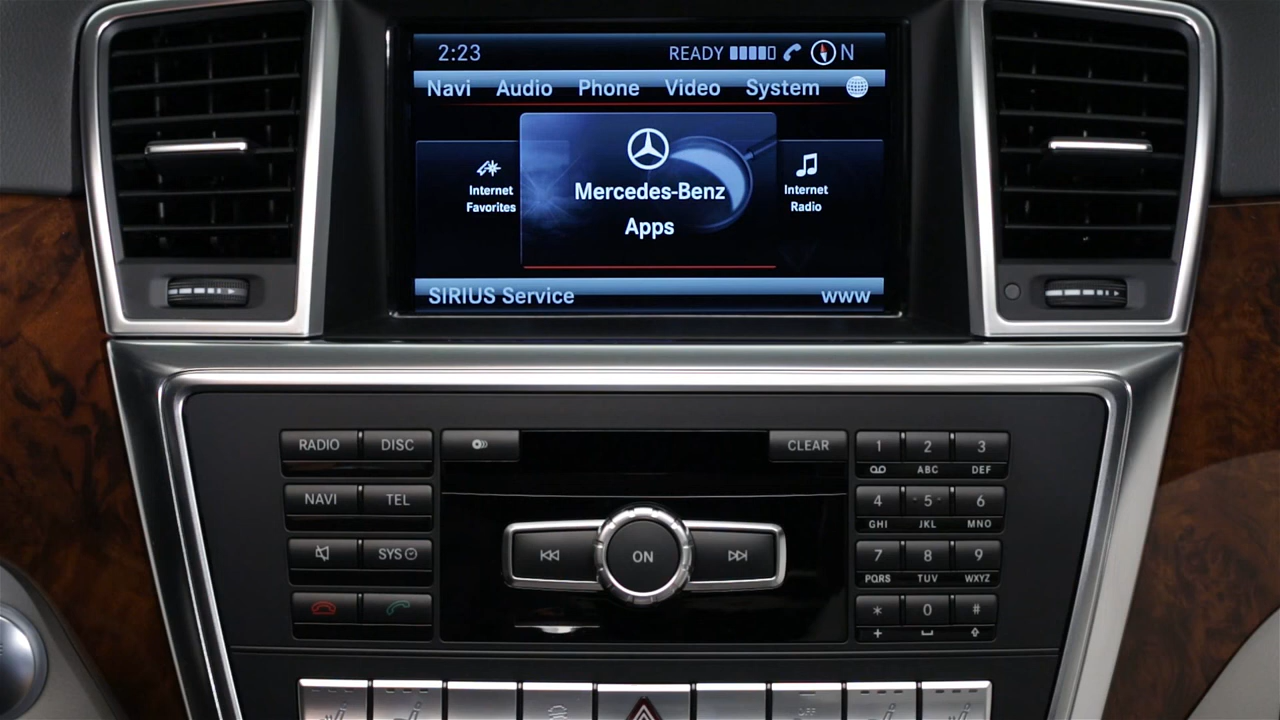 2:23 READY N
Navi Audio Phone Video System
Internet
Favorites
Mercedes-Benz
Apps
Internet
Radio
SIRIUS Service www
RADIO DISC
NAVI TEL
SYS
CLEAR
ON
1 2 3
ABC DEF
4 5 6
GHI JKL MNO
7 8 9
PQRS TUV WXYZ
* 0 #
+
OFF